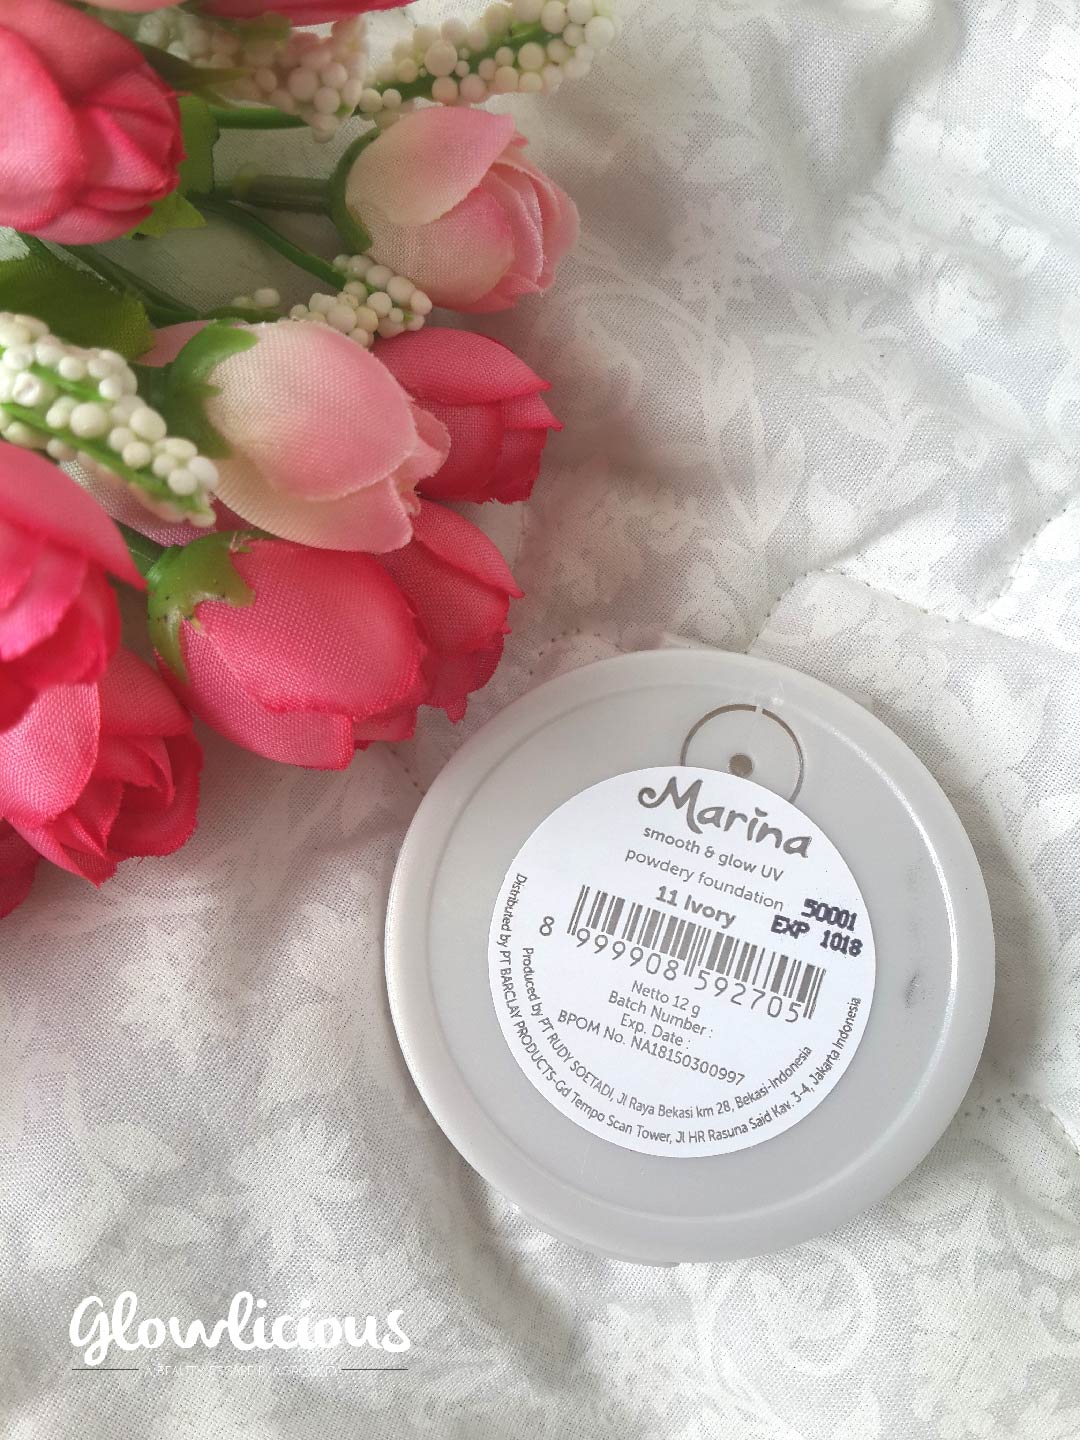 Marina
smooth & glow UV
powdery foundation
11 Ivory
50001
EXP 1018
8 999908 592705
Netto 12 g
Batch Number :
Exp. Date :
BPOM No. NA18150300997
Produced by PT RUDY SOETADI, Jl Raya Bekasi km 28, Bekasi-Indonesia
Distributed by PT BARCLAY PRODUCTS-Gd Tempo Scan Tower, Jl HR Rasuna Said Kav. 3-4, Jakarta Indonesia
Glowlicious
A BEAUTY